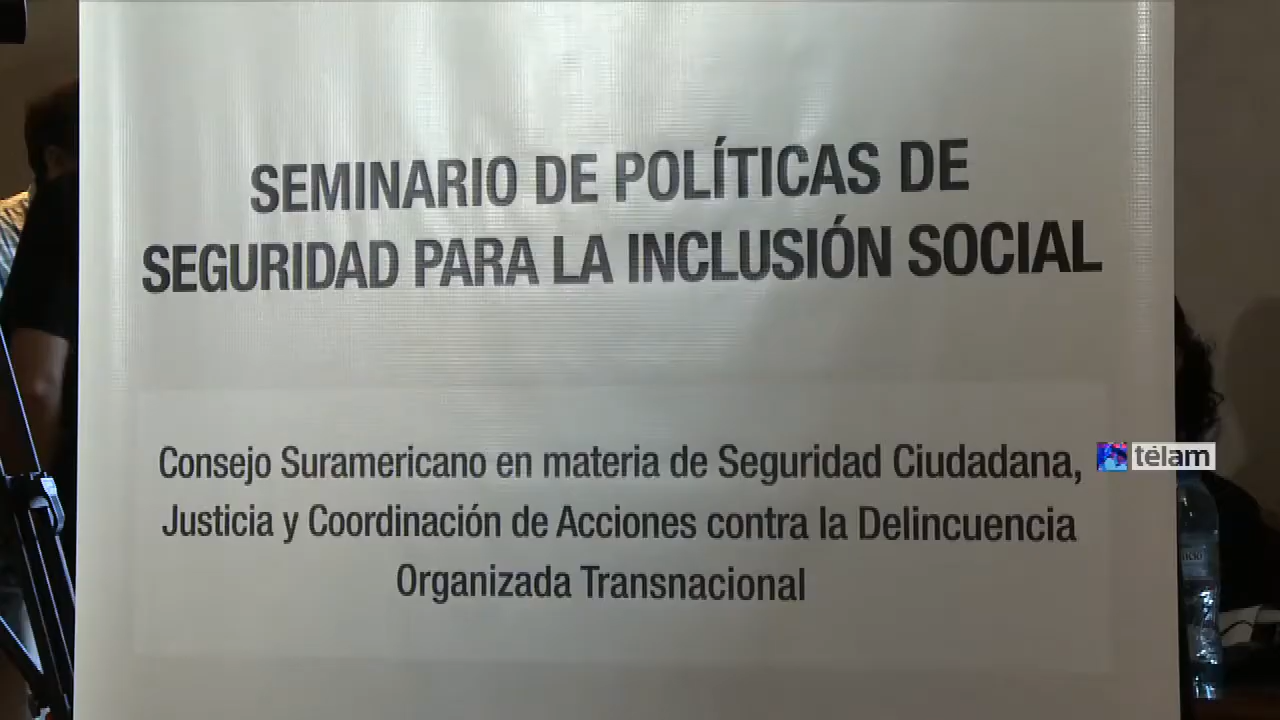 SEMINARIO DE POLÍTICAS DE
SEGURIDAD PARA LA INCLUSIÓN SOCIAL
Consejo Suramericano en materia de Seguridad Ciudadana,
Justicia y Coordinación de Acciones contra la Delincuencia
Organizada Transnacional
télam